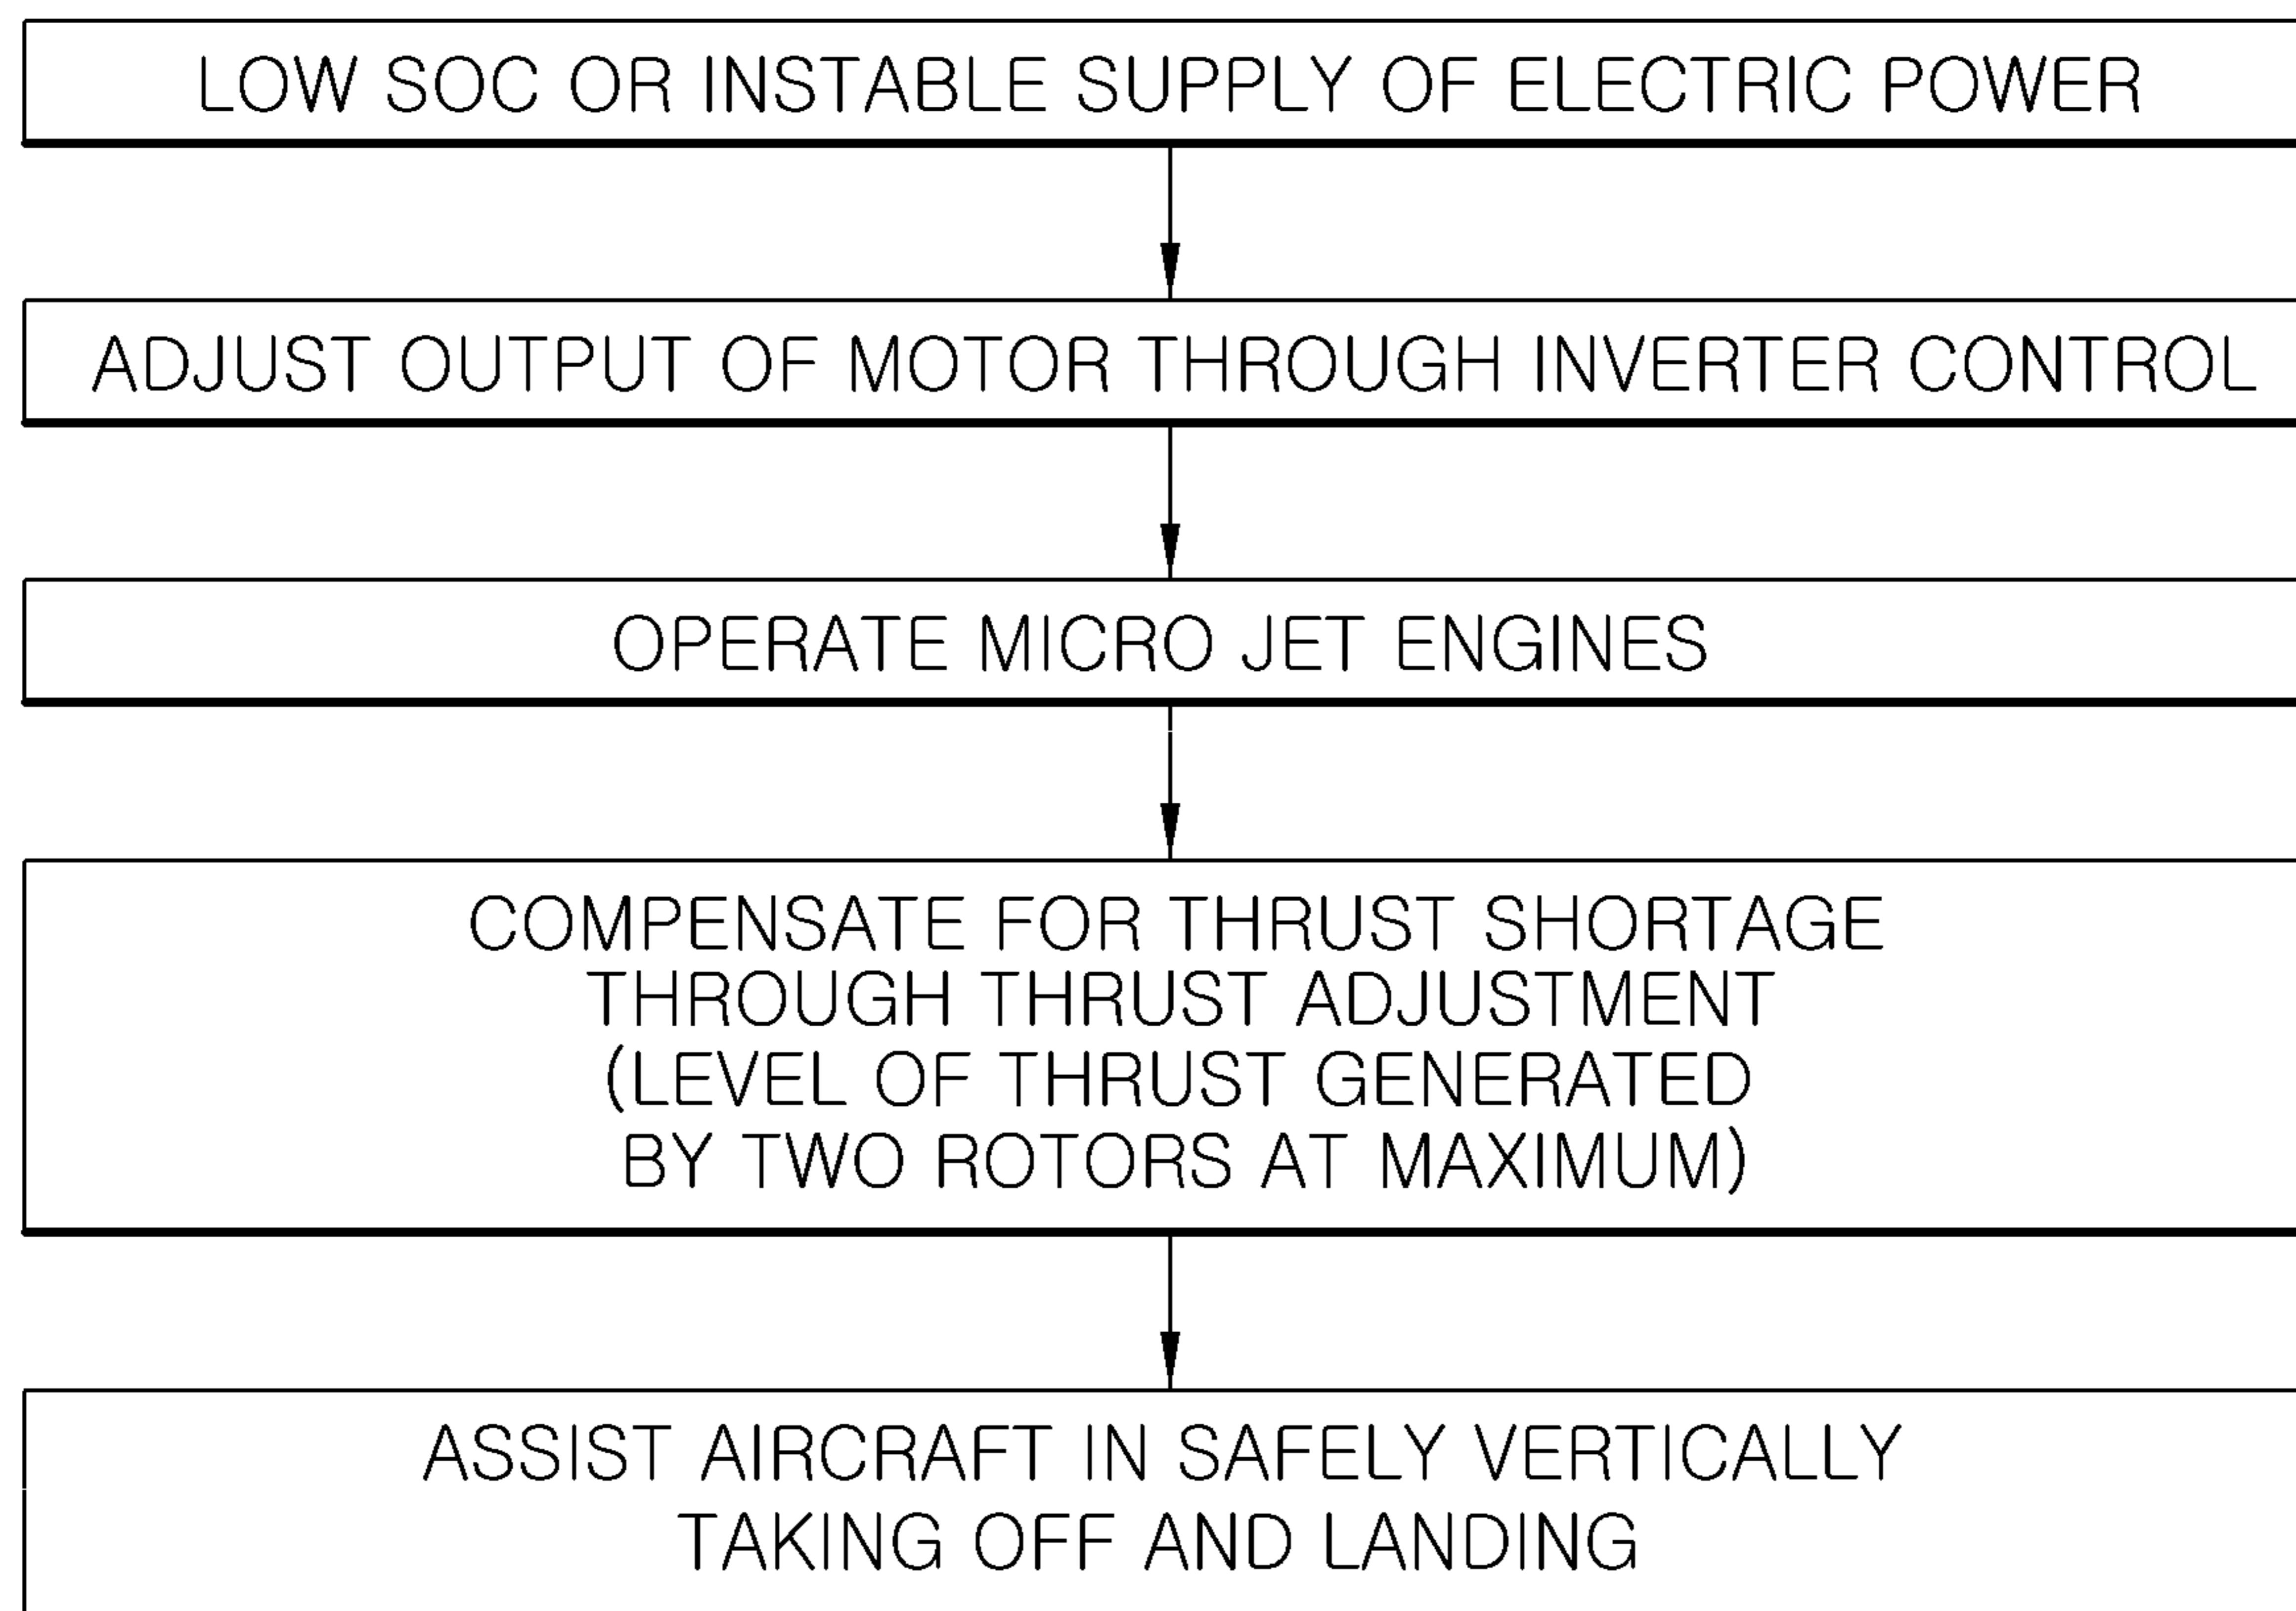 LOW SOC OR INSTABLE SUPPLY OF ELECTRIC POWER
ADJUST OUTPUT OF MOTOR THROUGH INVERTER CONTROL
OPERATE MICRO JET ENGINES
COMPENSATE FOR THRUST SHORTAGE
THROUGH THRUST ADJUSTMENT
(LEVEL OF THRUST GENERATED
BY TWO ROTORS AT MAXIMUM)
ASSIST AIRCRAFT IN SAFELY VERTICALLY
TAKING OFF AND LANDING